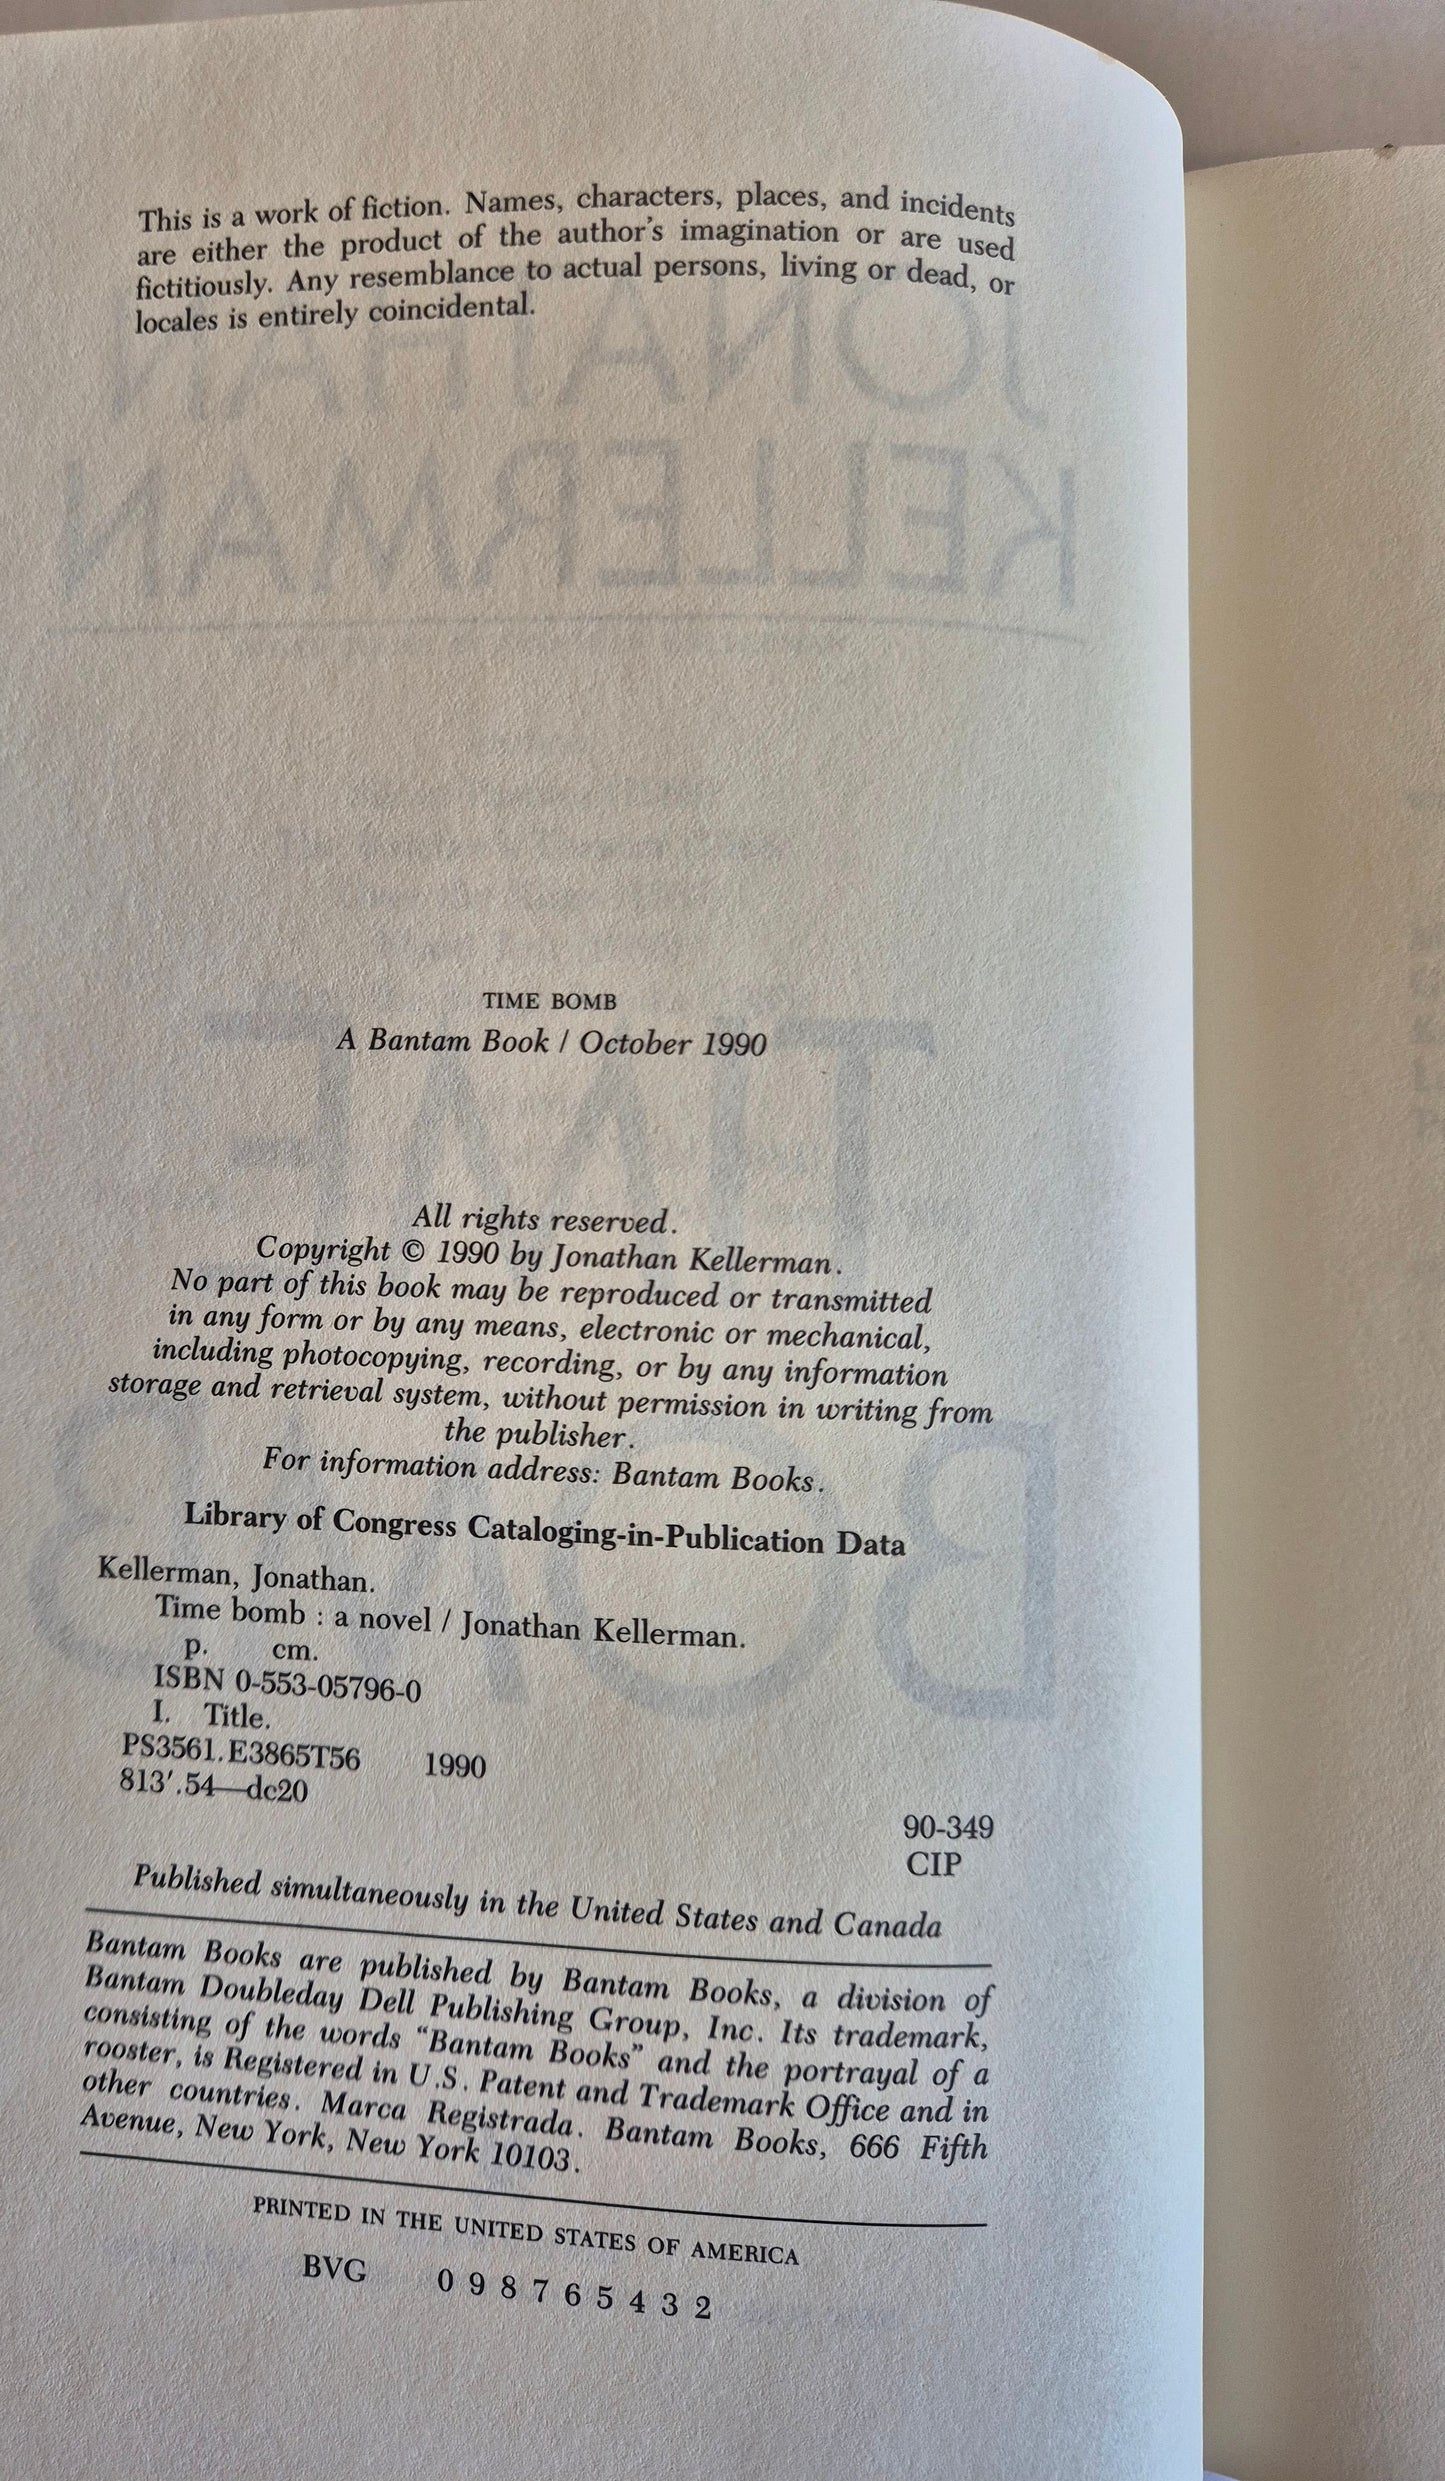 This is a work of fiction. Names, characters, places, and incidents
are either the product of the author's imagination or are used
fictitiously. Any resemblance to actual persons, living or dead, or
locales is entirely coincidental.
JONATHAN
KELLERMAN
TIME BOMB
A Bantam Book / October 1990
TIME
All rights reserved.
Copyright © 1990 by Jonathan Kellerman.
No part of this book may be reproduced or transmitted
in any form or by any means, electronic or mechanical,
including photocopying, recording, or by any information
storage and retrieval system, without permission in writing from
the publisher.
For information address: Bantam Books.
BOMB
Library of Congress Cataloging-in-Publication Data
Kellerman, Jonathan.
Time bomb : a novel / Jonathan Kellerman.
p. cm.
ISBN 0-553-05796-0
I. Title.
PS3561.E3865T56 1990
813′.54—dc20
90-349
CIP
Published simultaneously in the United States and Canada
Bantam Books are published by Bantam Books, a division of
Bantam Doubleday Dell Publishing Group, Inc. Its trademark,
consisting of the words “Bantam Books” and the portrayal of a
rooster, is Registered in U.S. Patent and Trademark Office and in
other countries. Marca Registrada. Bantam Books, 666 Fifth
Avenue, New York, New York 10103.
PRINTED IN THE UNITED STATES OF AMERICA
BVG 0 9 8 7 6 5 4 3 2